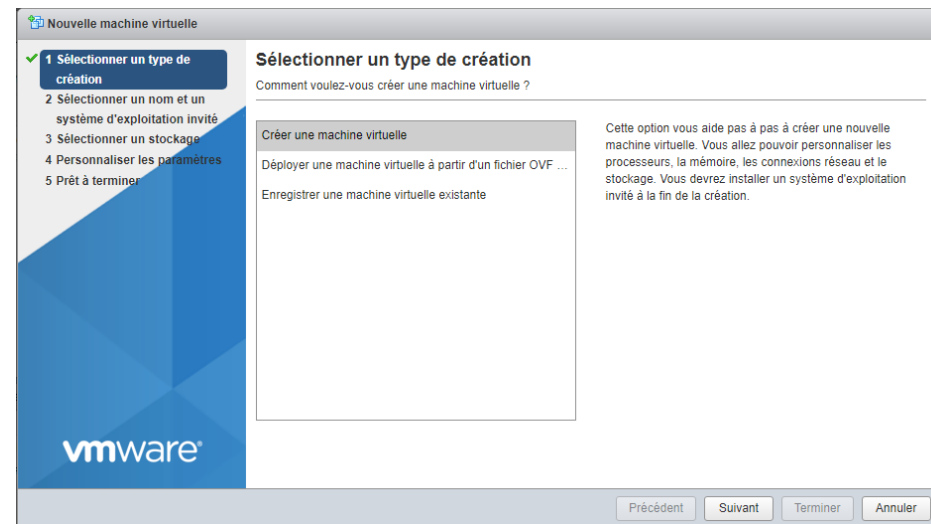 Nouvelle machine virtuelle
1 Sélectionner un type de
création
2 Sélectionner un nom et un
système d'exploitation invité
3 Sélectionner un stockage
4 Personnaliser les paramètres
5 Prêt à terminer
vmware
Sélectionner un type de création
Comment voulez-vous créer une machine virtuelle ?
Créer une machine virtuelle
Déployer une machine virtuelle à partir d'un fichier OVF ...
Enregistrer une machine virtuelle existante
Cette option vous aide pas à pas à créer une nouvelle
machine virtuelle. Vous allez pouvoir personnaliser les
processeurs, la mémoire, les connexions réseau et le
stockage. Vous devrez installer un système d'exploitation
invité à la fin de la création.
Précédent Suivant Terminer Annuler